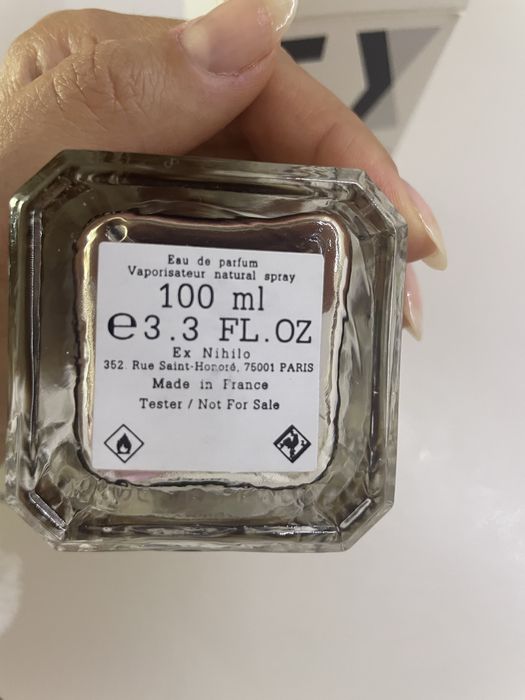 Eau de parfum
Vaporisateur natural spray
100 ml
℮3.3 FL.OZ
Ex Nihilo
352. Rue Saint-Honoré, 75001 PARIS
Made in France
Tester / Not For Sale